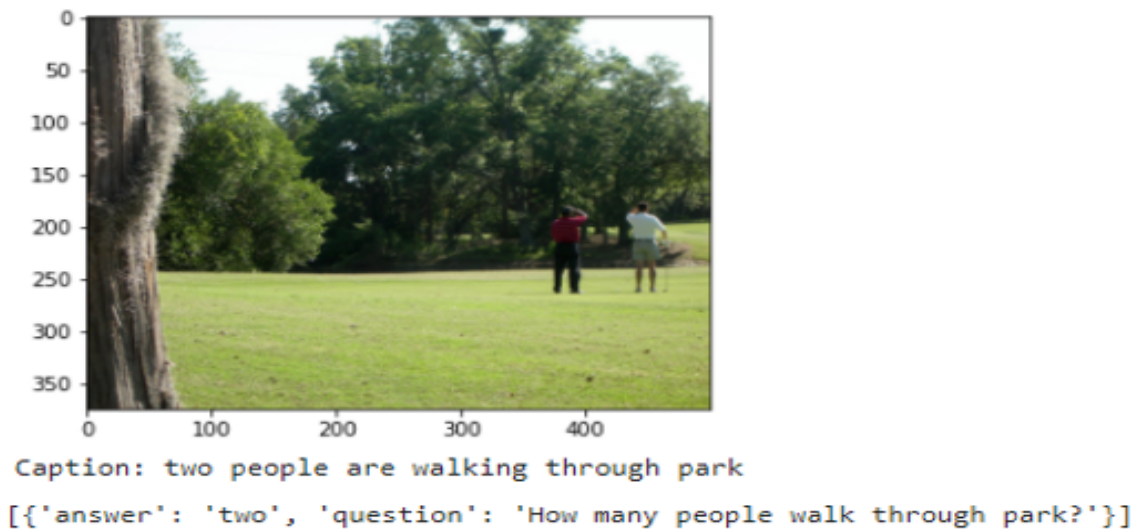 0
50
100
150
200
250
300
350
0 100 200 300 400
Caption: two people are walking through park
[{'answer': 'two', 'question': 'How many people walk through park?'}]